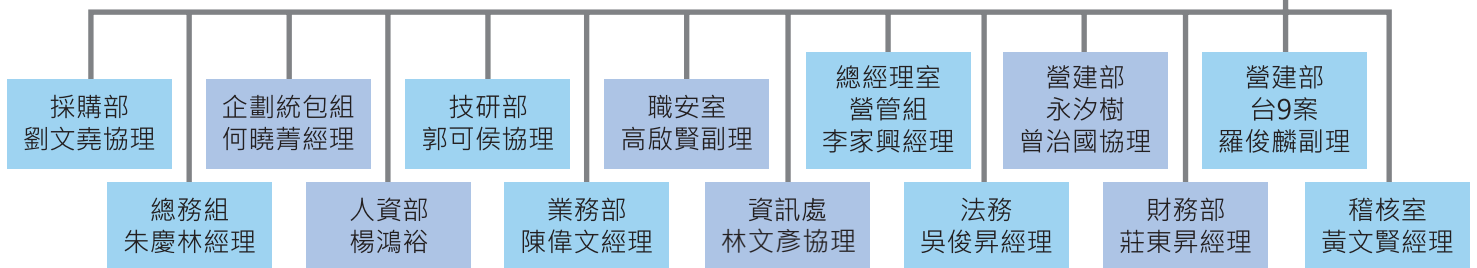 採購部
劉文堯協理
企劃統包組
何曉菁經理
技研部
郭可侯協理
職安室
高啟賢副理
總經理室
營管組
李家興經理
營建部
永汐樹
曾治國協理
營建部
台9案
羅俊麟副理
總務組
朱慶林經理
人資部
楊鴻裕
業務部
陳偉文經理
資訊處
林文彥協理
法務
吳俊昇經理
財務部
莊東昇經理
稽核室
黃文賢經理